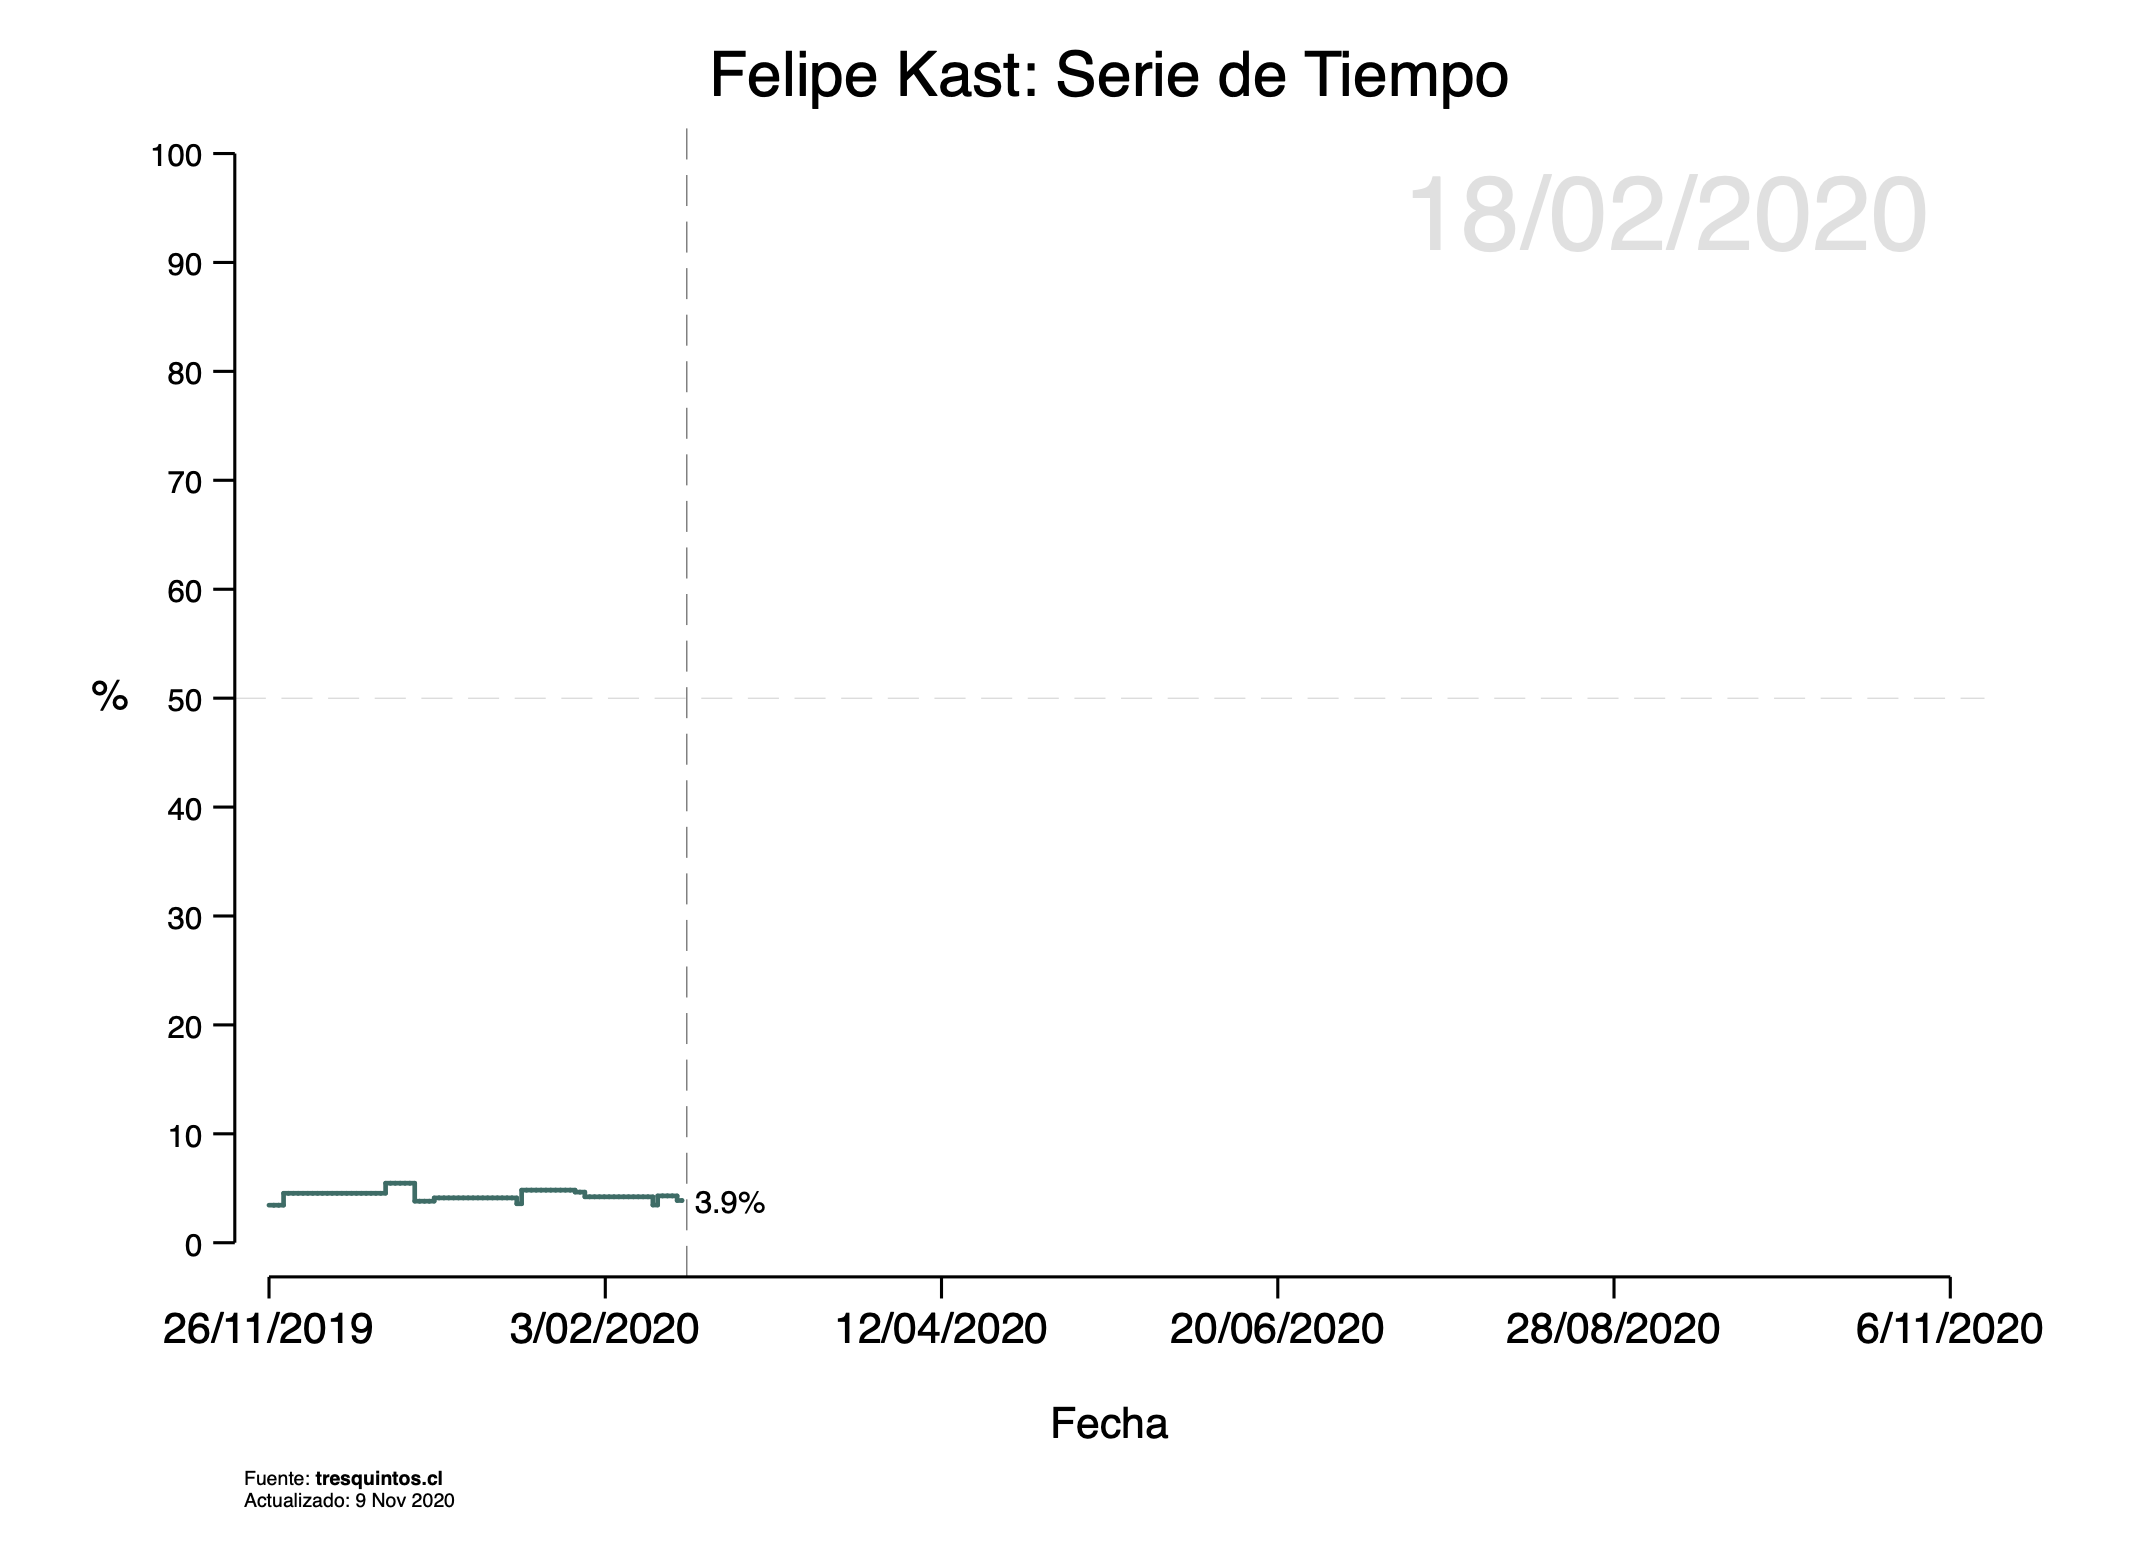 Felipe Kast: Serie de Tiempo
18/02/2020
100
90
80
70
60
50
40
30
20
10
0
%
3.9%
26/11/2019 3/02/2020 12/04/2020 20/06/2020 28/08/2020 6/11/2020
Fecha
Fuente: tresquintos.cl
Actualizado: 9 Nov 2020